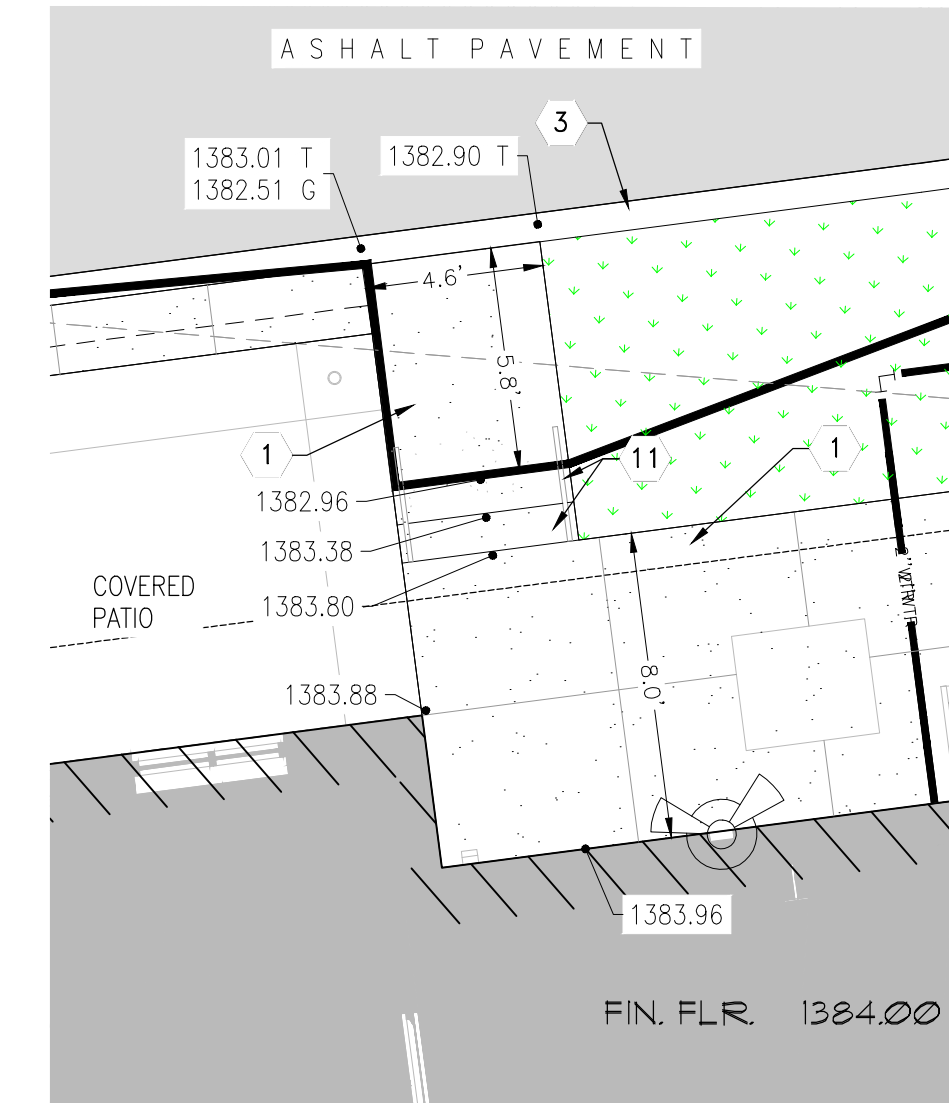 ASHALT PAVEMENT
3
1383.01 T
1382.51 G
1382.90 T
4.6'
5.8'
1
11
1
1382.96
1383.38
COVERED
PATIO
1383.80
8.0'
1383.88
1383.96
FIN. FLR. 1384.00